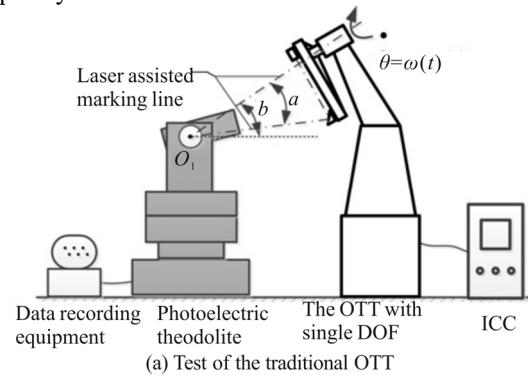 Laser assisted
marking line
b
a
θ=ω(t)
O1
Data recording
equipment
Photoelectric
theodolite
The OTT with
single DOF
ICC
(a) Test of the traditional OTT